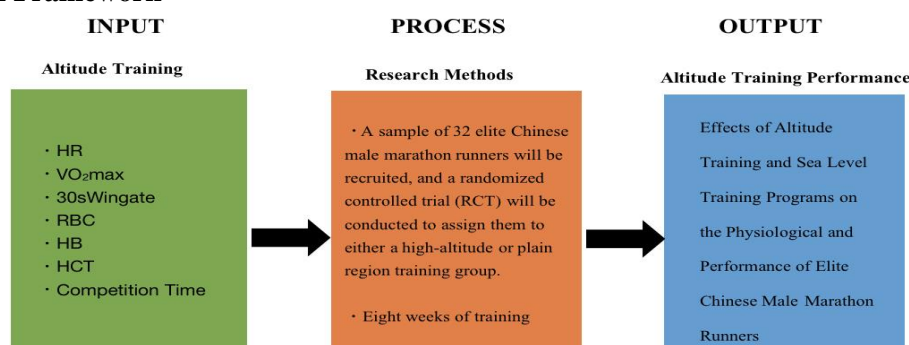 INPUT
Altitude Training
· HR
· VO₂max
· 30sWingate
· RBC
· HB
· HCT
· Competition Time
PROCESS
Research Methods
· A sample of 32 elite Chinese
male marathon runners will be
recruited, and a randomized
controlled trial (RCT) will be
conducted to assign them to
either a high-altitude or plain
region training group.
· Eight weeks of training
OUTPUT
Altitude Training Performance
Effects of Altitude
Training and Sea Level
Training Programs on
the Physiological and
Performance of Elite
Chinese Male Marathon
Runners